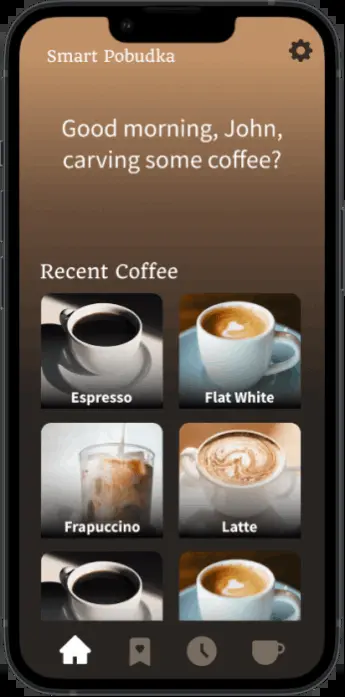 Smart Pobudka
Good morning, John,
carving some coffee?
Recent Coffee
Espresso
Flat White
Frapuccino
Latte